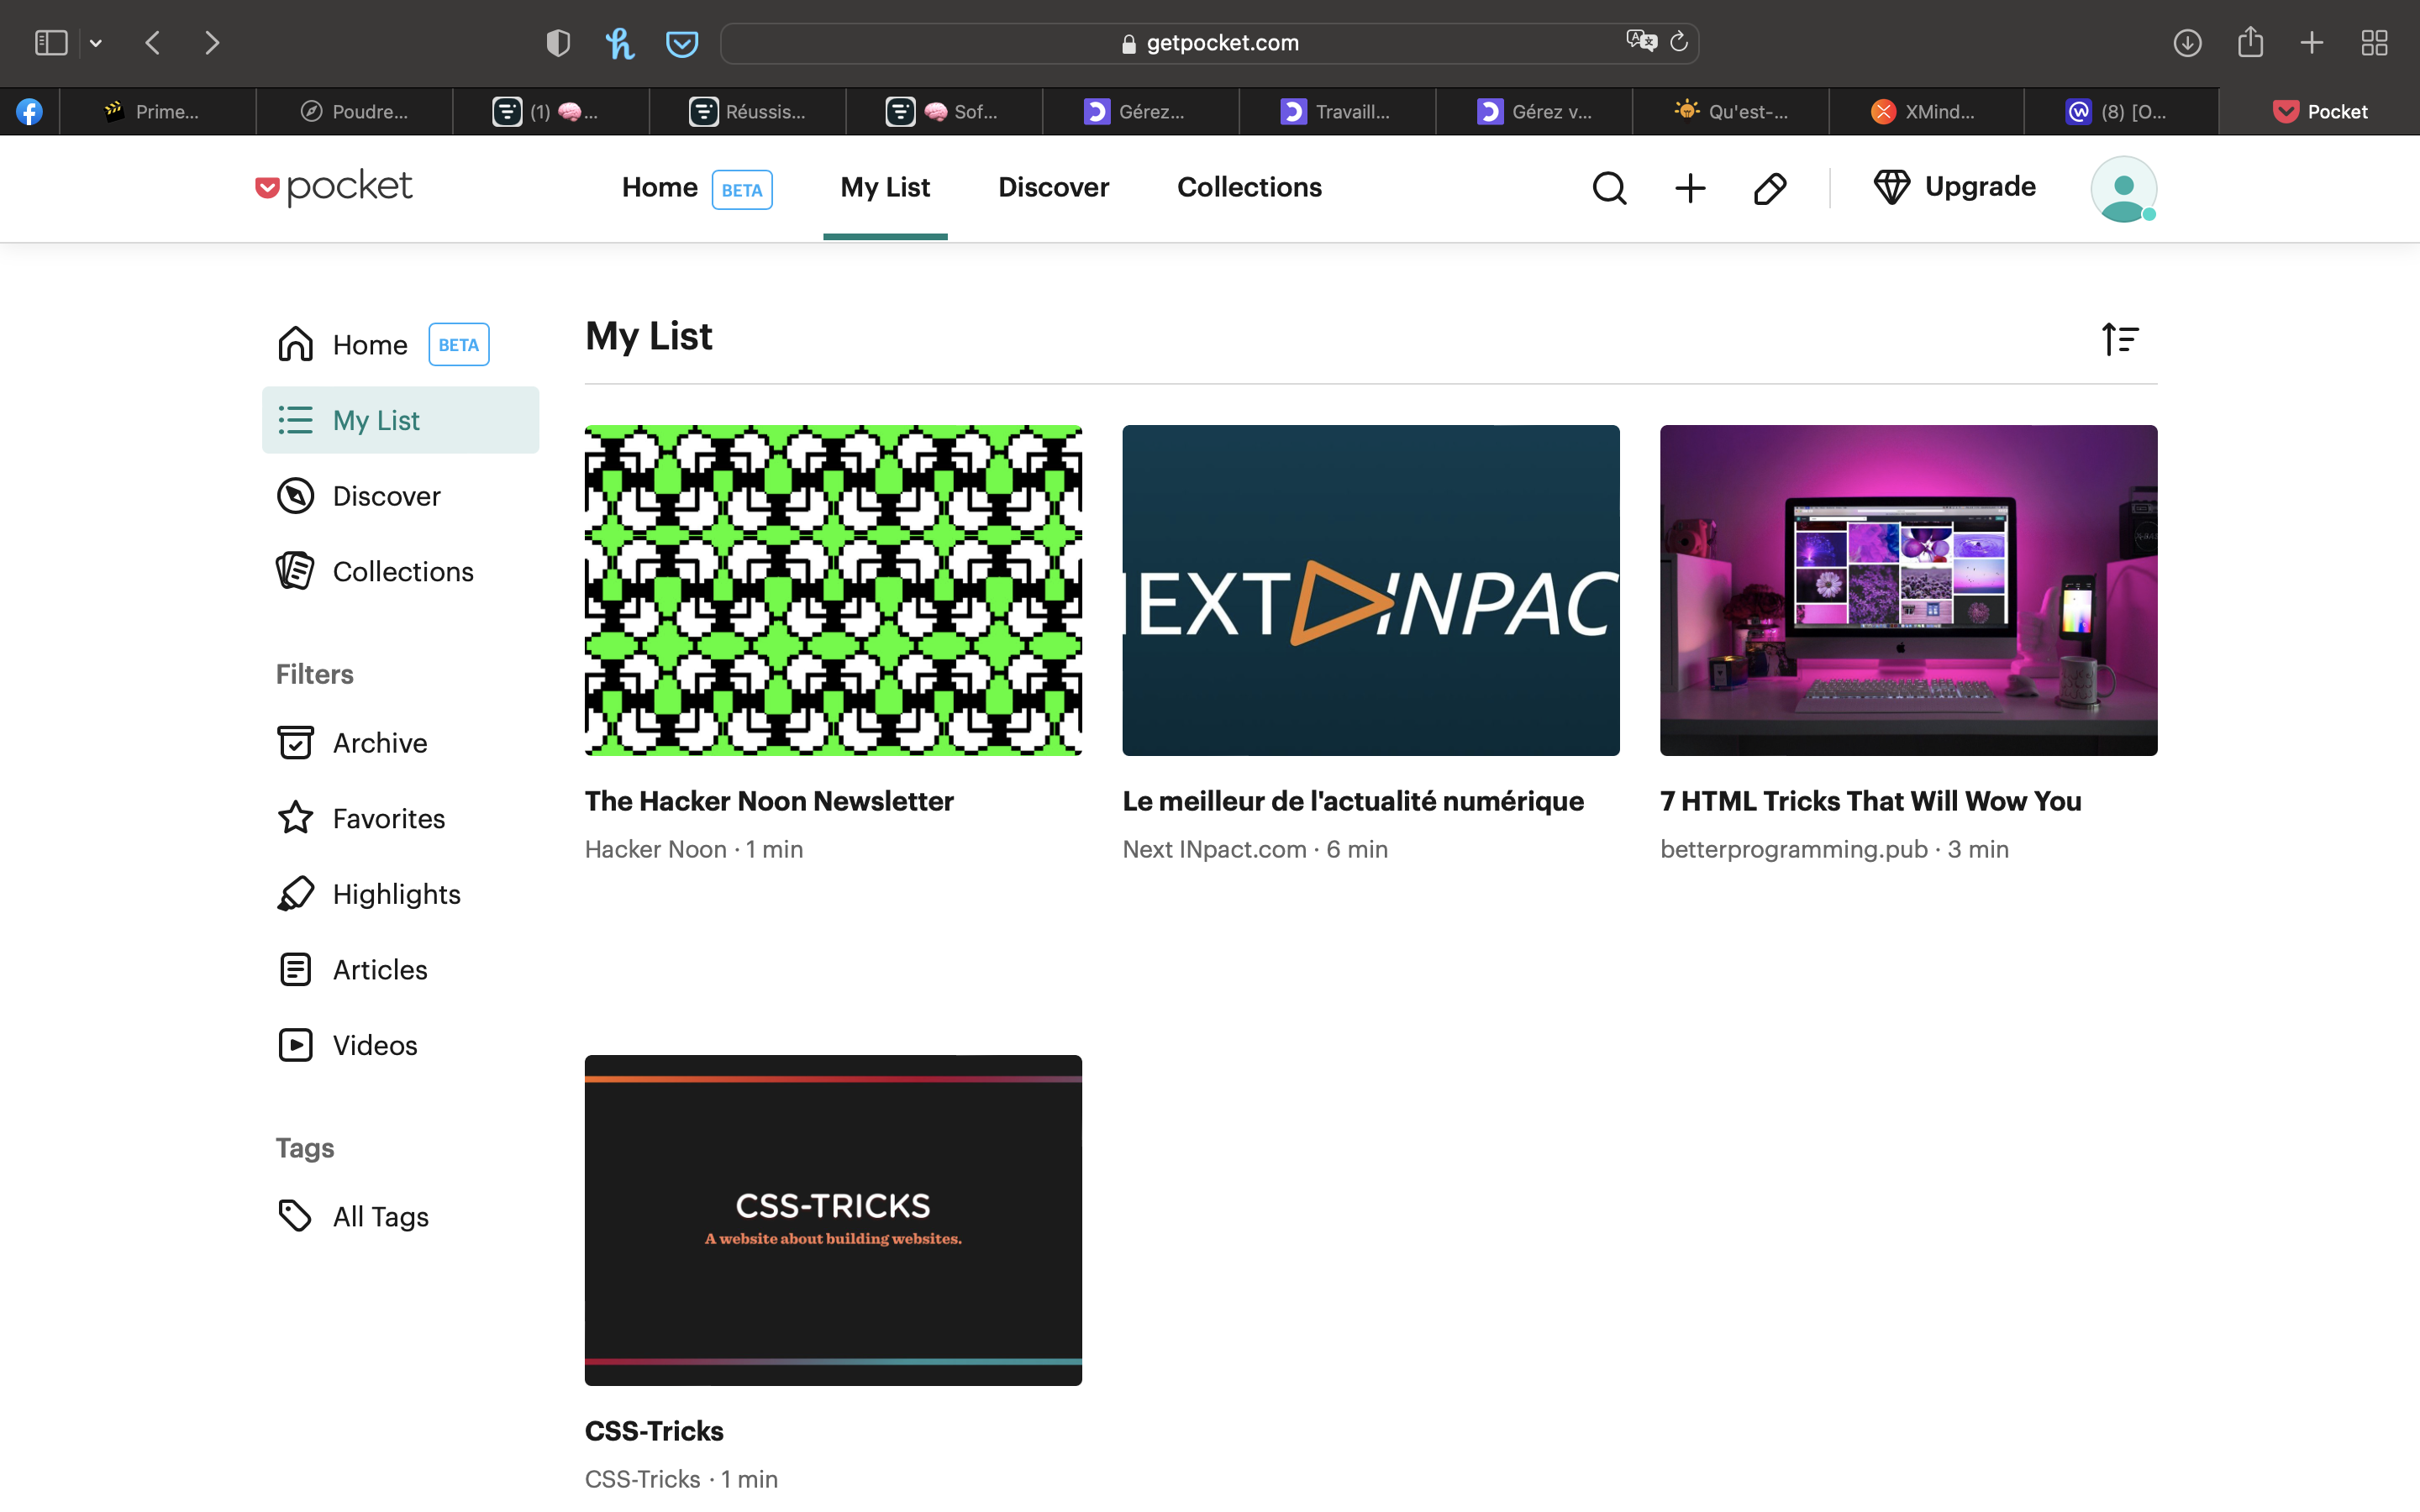 getpocket.com
Prime...
Poudre...
(1) 🧠...
Réussis...
🧠 Sof...
Gérez...
Travaill...
Gérez v...
Qu'est-...
XMind...
(8) [O...
Pocket
pocket
Home BETA
My List
Discover
Collections
Upgrade
Home BETA
My List
Discover
Collections
Filters
Archive
Favorites
Highlights
Articles
Videos
Tags
All Tags
My List
The Hacker Noon Newsletter
Hacker Noon · 1 min
NEXT INPAC
Le meilleur de l'actualité numérique
Next INpact.com · 6 min
7 HTML Tricks That Will Wow You
betterprogramming.pub · 3 min
CSS-TRICKS
A website about building websites.
CSS-Tricks
CSS-Tricks · 1 min